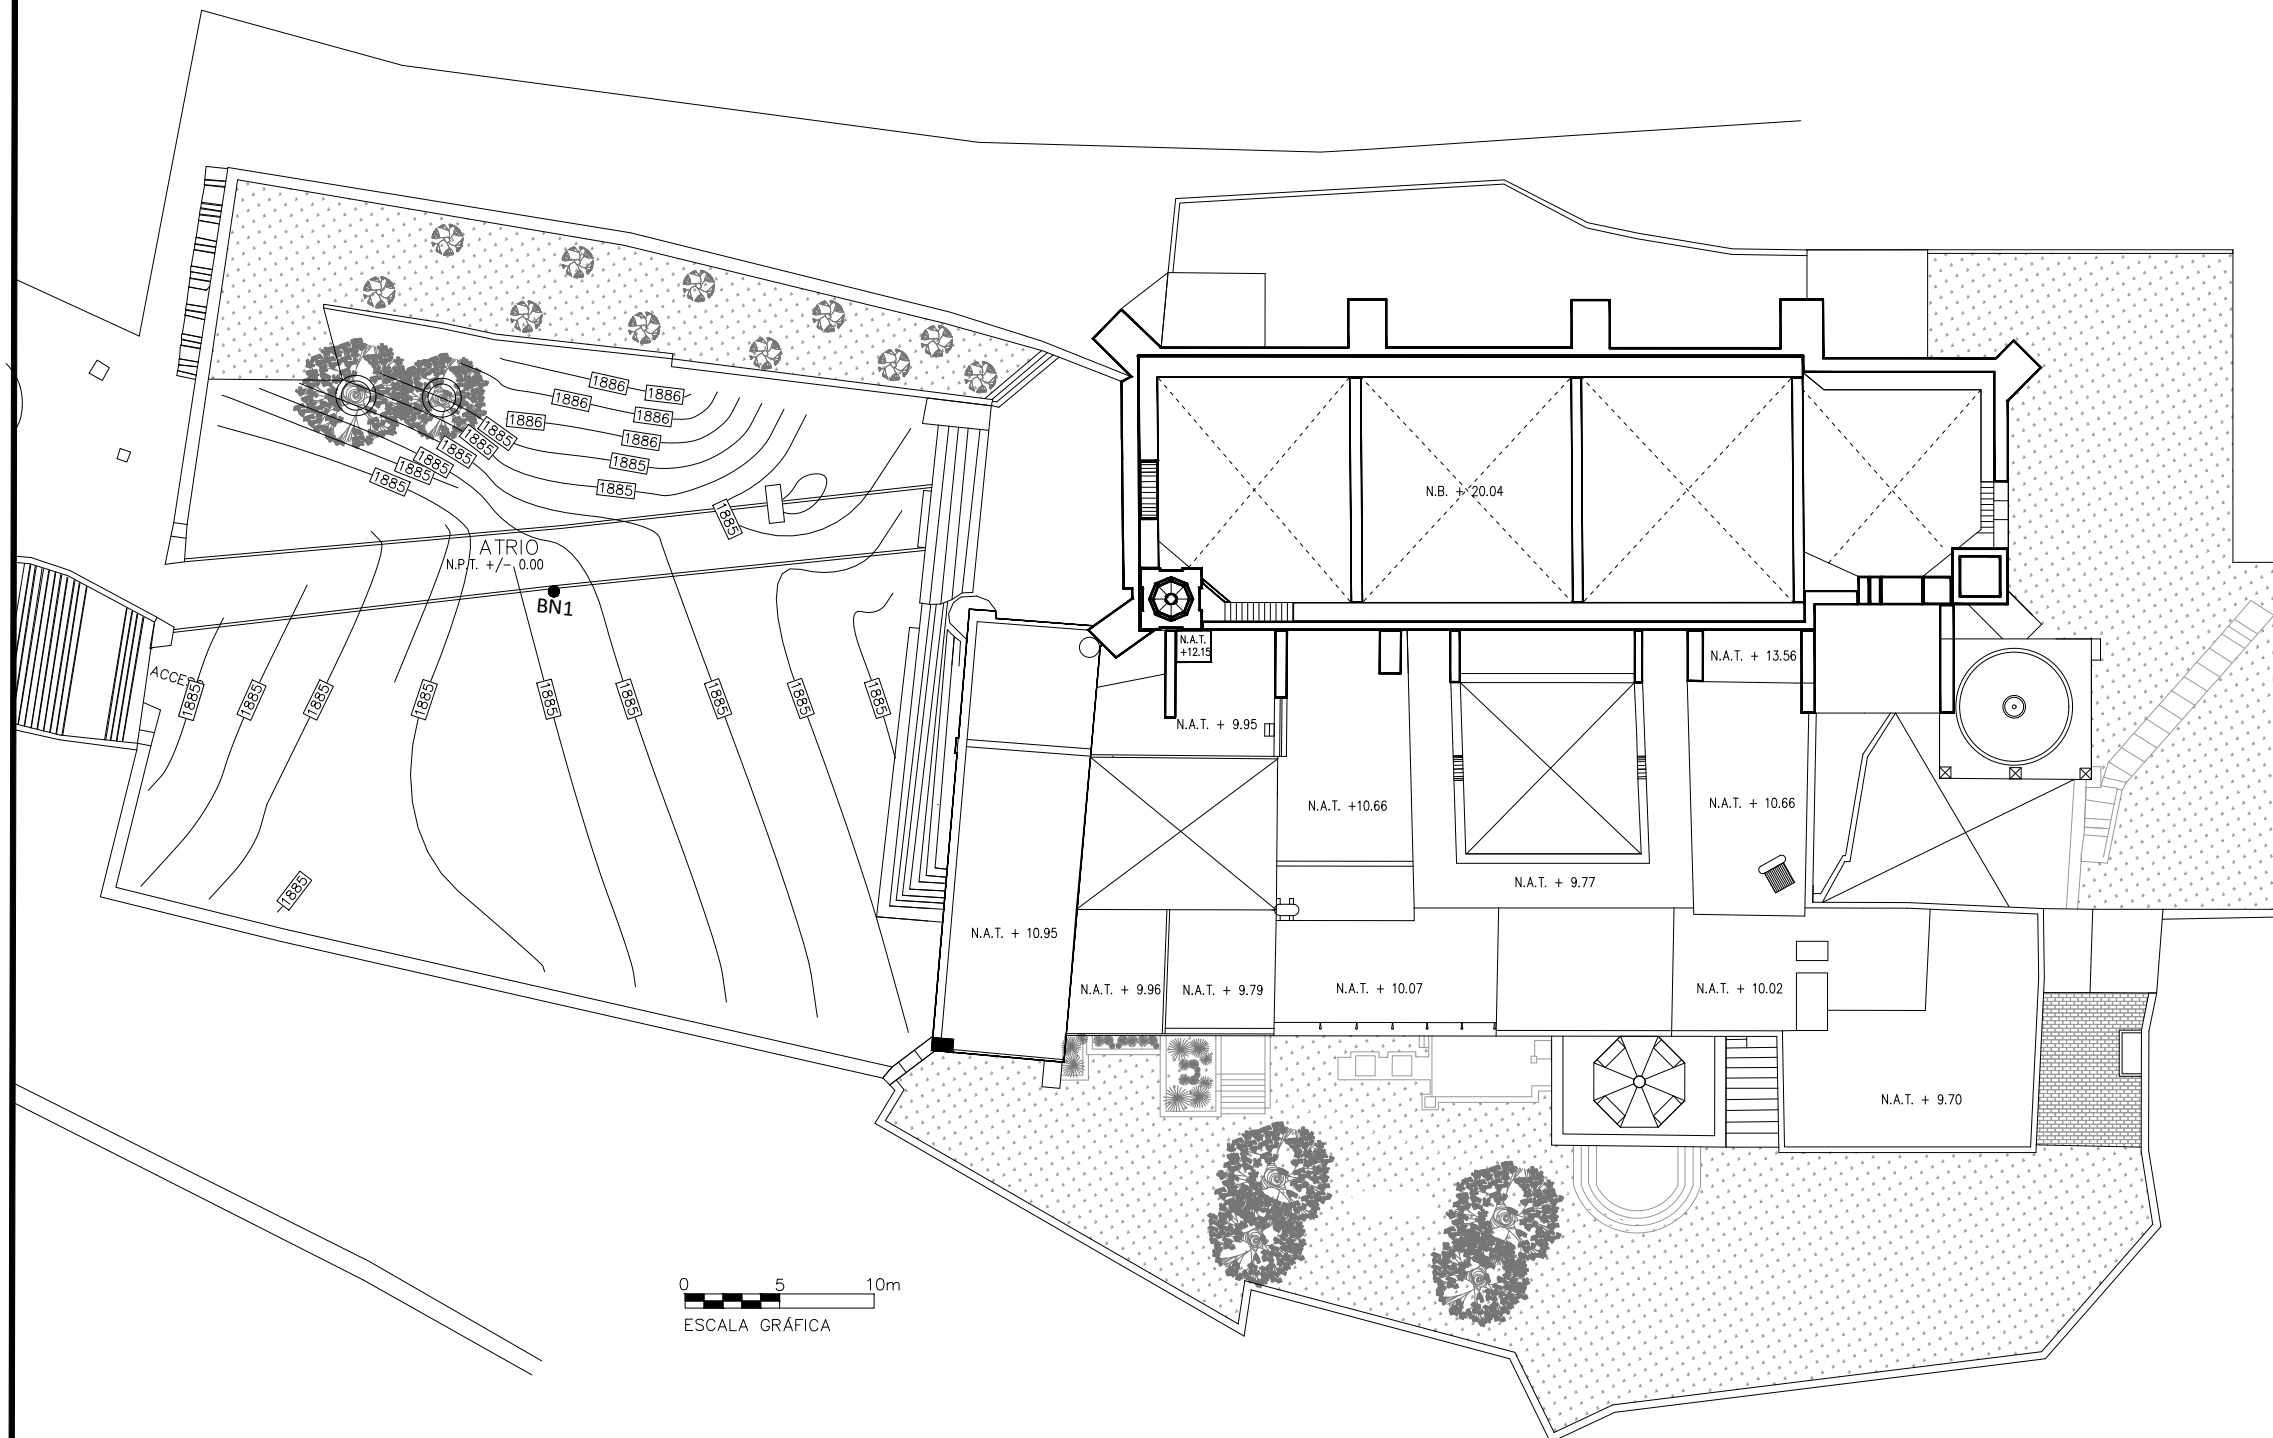 1886
1886
1886
1886
1886
1886
1885
1885
1885
1885
1885
1885
1885
1885
1885
N.B. + 20.04
ATRIO
N.P.T. +/- 0.00
BN1
N.A.T.
+12.15
N.A.T. + 13.56
ACCESO
1885
1885
1885
1885
1885
1885
1885
1885
1885
N.A.T. + 9.95
N.A.T. +10.66
N.A.T. + 10.66
1885
N.A.T. + 9.77
N.A.T. + 10.95
N.A.T. + 9.96
N.A.T. + 9.79
N.A.T. + 10.07
N.A.T. + 10.02
N.A.T. + 9.70
0 5 10m
ESCALA GRÁFICA